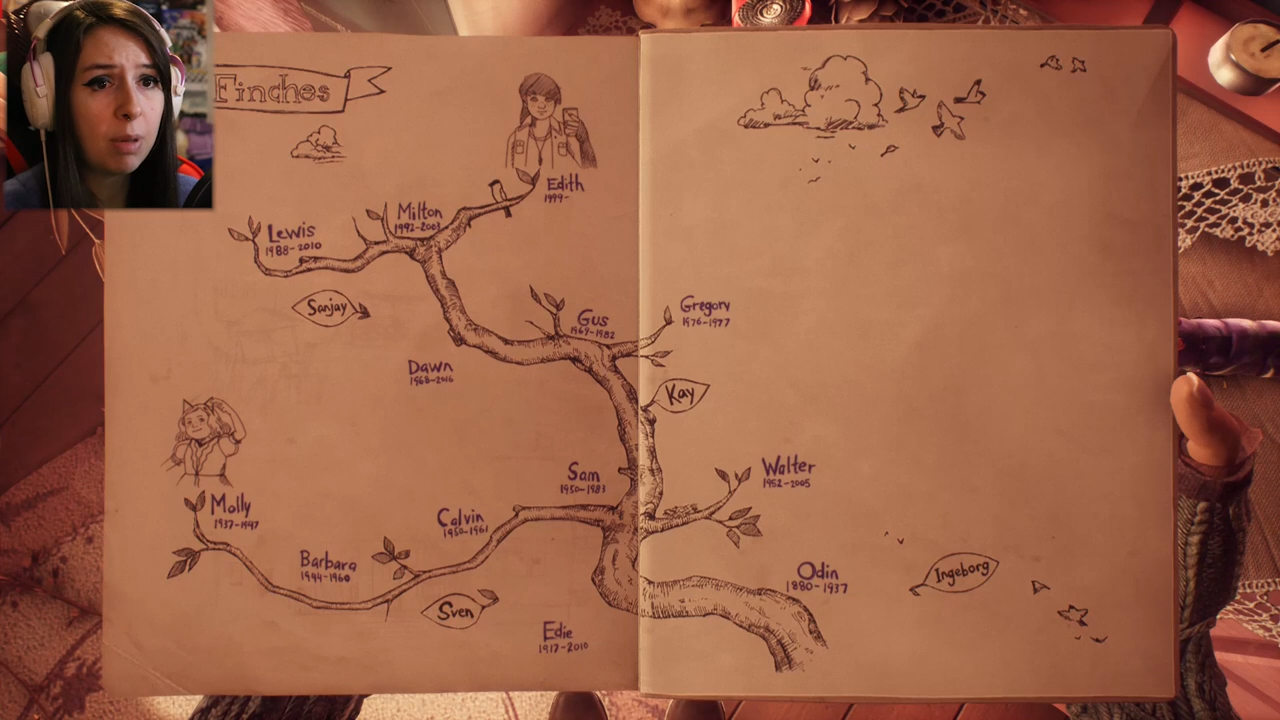 Finches
Edith
1999-
Milton
1992-2003
Lewis
1988-2010
Sanjay
Gus
1969-1982
Gregory
1976-1977
Dawn
1968-2016
Kay
Sam
1950-1983
Walter
1952-2005
Molly
1937-1947
Calvin
1950-1961
Barbara
1944-1960
Sven
Odin
1880-1937
Ingeborg
Edie
1917-2010